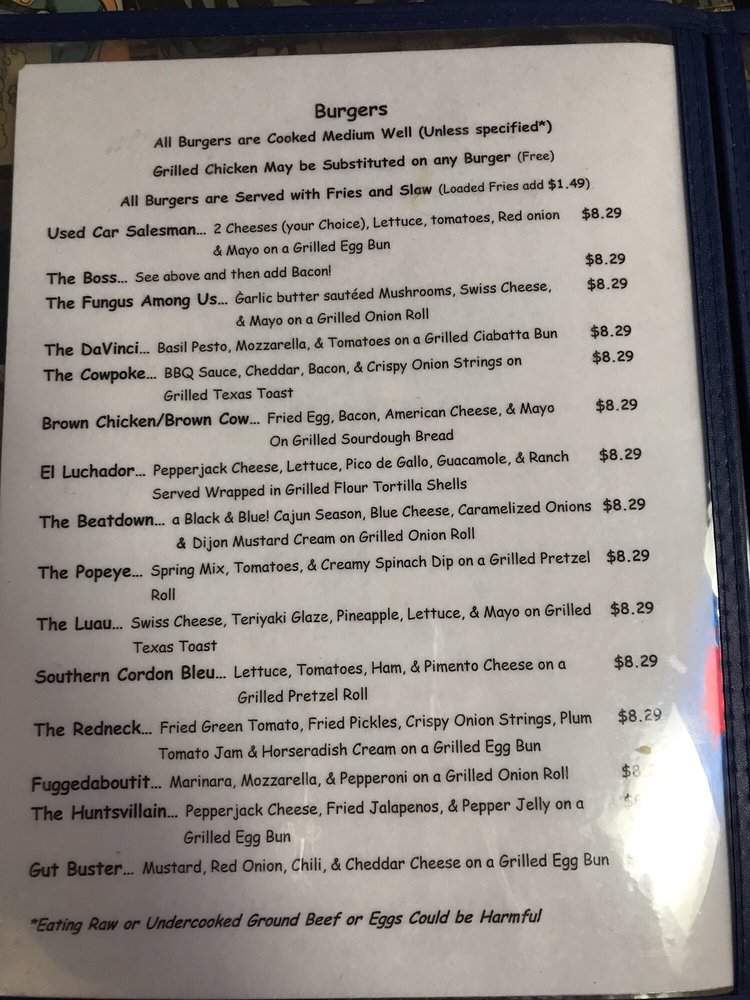 Burgers
All Burgers are Cooked Medium Well (Unless specified*)
Grilled Chicken May be Substituted on any Burger (Free)
All Burgers are Served with Fries and Slaw (Loaded Fries add $1.49)
Used Car Salesman... 2 Cheeses (your Choice), Lettuce, tomatoes, Red onion $8.29
& Mayo on a Grilled Egg Bun
The Boss... See above and then add Bacon! $8.29
The Fungus Among Us... Garlic butter sautéed Mushrooms, Swiss Cheese, $8.29
& Mayo on a Grilled Onion Roll
The DaVinci... Basil Pesto, Mozzarella, & Tomatoes on a Grilled Ciabatta Bun $8.29
The Cowpoke... BBQ Sauce, Cheddar, Bacon, & Crispy Onion Strings on $8.29
Grilled Texas Toast
Brown Chicken/Brown Cow... Fried Egg, Bacon, American Cheese, & Mayo $8.29
On Grilled Sourdough Bread
El Luchador... Pepperjack Cheese, Lettuce, Pico de Gallo, Guacamole, & Ranch $8.29
Served Wrapped in Grilled Flour Tortilla Shells
The Beatdown... a Black & Blue! Cajun Season, Blue Cheese, Caramelized Onions $8.29
& Dijon Mustard Cream on Grilled Onion Roll
The Popeye... Spring Mix, Tomatoes, & Creamy Spinach Dip on a Grilled Pretzel $8.29
Roll
The Luau... Swiss Cheese, Teriyaki Glaze, Pineapple, Lettuce, & Mayo on Grilled $8.29
Texas Toast
Southern Cordon Bleu... Lettuce, Tomatoes, Ham, & Pimento Cheese on a $8.29
Grilled Pretzel Roll
The Redneck... Fried Green Tomato, Fried Pickles, Crispy Onion Strings, Plum $8.29
Tomato Jam & Horseradish Cream on a Grilled Egg Bun
Fuggedaboutit... Marinara, Mozzarella, & Pepperoni on a Grilled Onion Roll
The Huntsvillain... Pepperjack Cheese, Fried Jalapenos, & Pepper Jelly on a
Grilled Egg Bun
Gut Buster... Mustard, Red Onion, Chili, & Cheddar Cheese on a Grilled Egg Bun
*Eating Raw or Undercooked Ground Beef or Eggs Could be Harmful